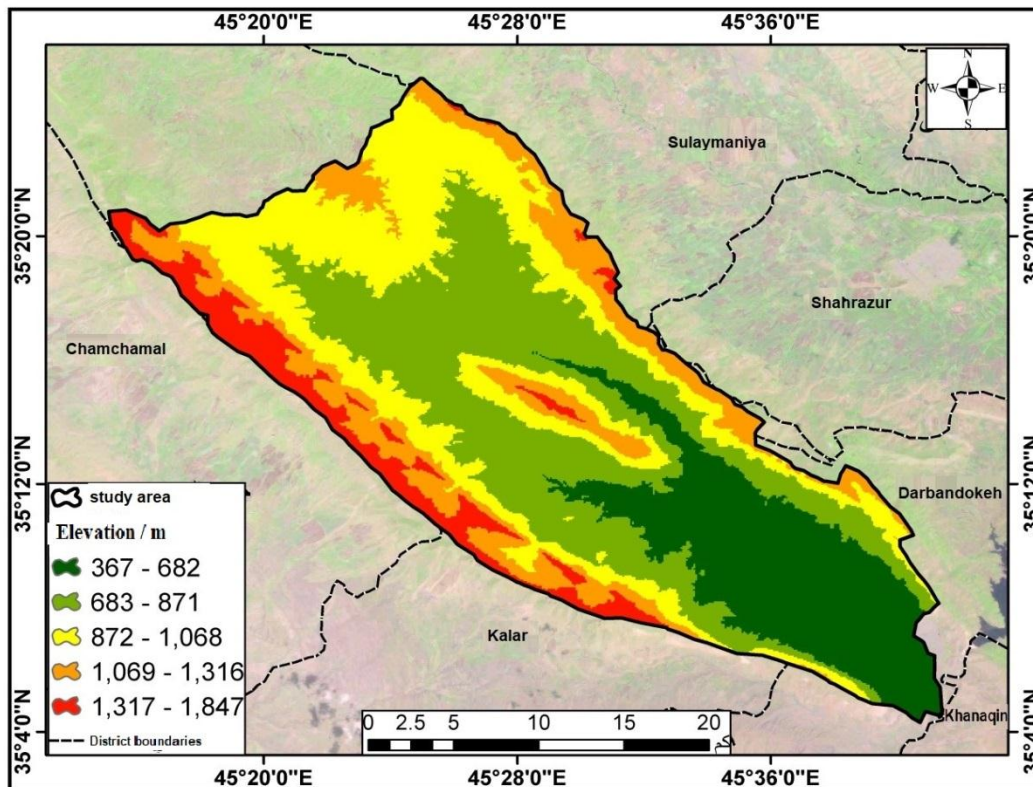 45°20'0"E 45°28'0"E 45°36'0"E
N
W E
S
Sulaymaniya
35°20'0"N 35°20'0"N
Shahrazur
Chamchamal
35°12'0"N 35°12'0"N
Darbandokeh
study area
Elevation / m
367 - 682
683 - 871
872 - 1,068
1,069 - 1,316
1,317 - 1,847
District boundaries
Kalar
Khanaqin
0 2.5 5 10 15 20
35°4'0"N 35°4'0"N
45°20'0"E 45°28'0"E 45°36'0"E